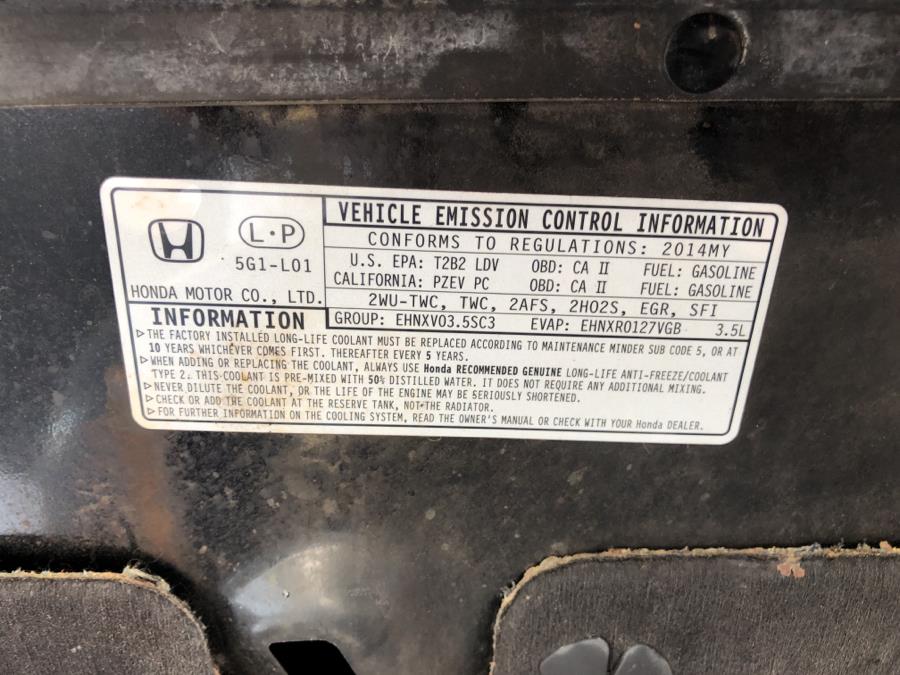 L·P
5G1-L01
HONDA MOTOR CO., LTD.
VEHICLE EMISSION CONTROL INFORMATION
CONFORMS TO REGULATIONS: 2014MY
U.S. EPA: T2B2 LDV OBD: CA II FUEL: GASOLINE
CALIFORNIA: PZEV PC OBD: CA II FUEL: GASOLINE
2WU-TWC, TWC, 2AFS, 2HO2S, EGR, SFI
GROUP: EHNXV03.5SC3 EVAP: EHNXR0127VGB 3.5L
INFORMATION
▷THE FACTORY INSTALLED LONG-LIFE COOLANT MUST BE REPLACED ACCORDING TO MAINTENANCE MINDER SUB CODE 5, OR AT
10 YEARS WHICHEVER COMES FIRST. THEREAFTER EVERY 5 YEARS.
▷WHEN ADDING OR REPLACING THE COOLANT, ALWAYS USE Honda RECOMMENDED GENUINE LONG-LIFE ANTI-FREEZE/COOLANT
TYPE 2. THIS COOLANT IS PRE-MIXED WITH 50% DISTILLED WATER. IT DOES NOT REQUIRE ANY ADDITIONAL MIXING.
▷NEVER DILUTE THE COOLANT, OR THE LIFE OF THE ENGINE MAY BE SERIOUSLY SHORTENED.
▷CHECK OR ADD THE COOLANT AT THE RESERVE TANK, NOT THE RADIATOR.
▷FOR FURTHER INFORMATION ON THE COOLING SYSTEM, READ THE OWNER'S MANUAL OR CHECK WITH YOUR Honda DEALER.